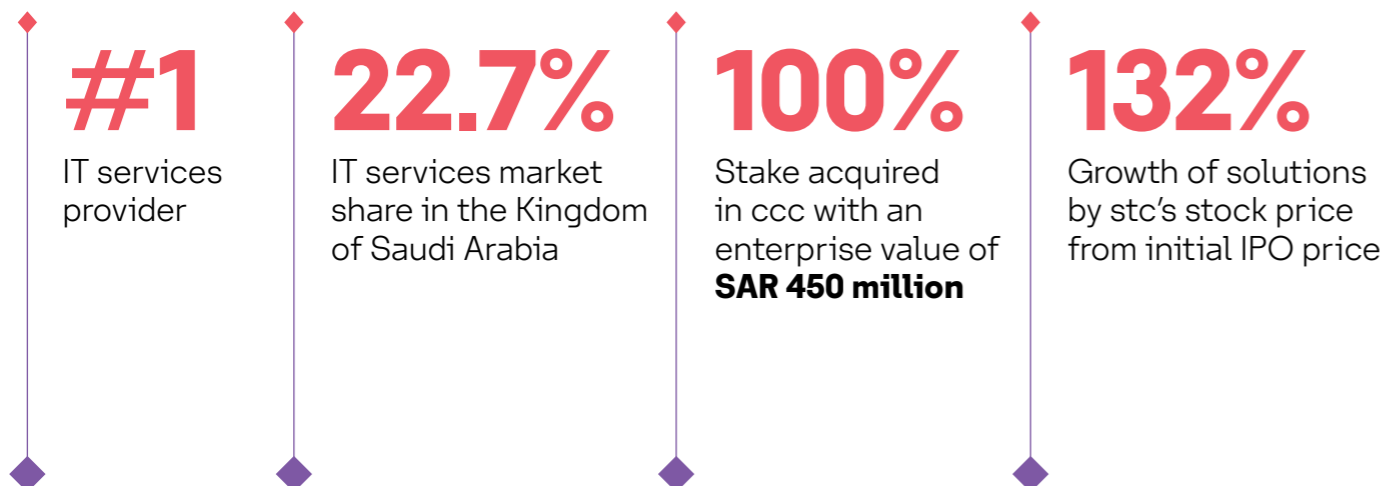 #1
IT services
provider
22.7%
IT services market
share in the Kingdom
of Saudi Arabia
100%
Stake acquired
in ccc with an
enterprise value of
SAR 450 million
132%
Growth of solutions
by stc’s stock price
from initial IPO price